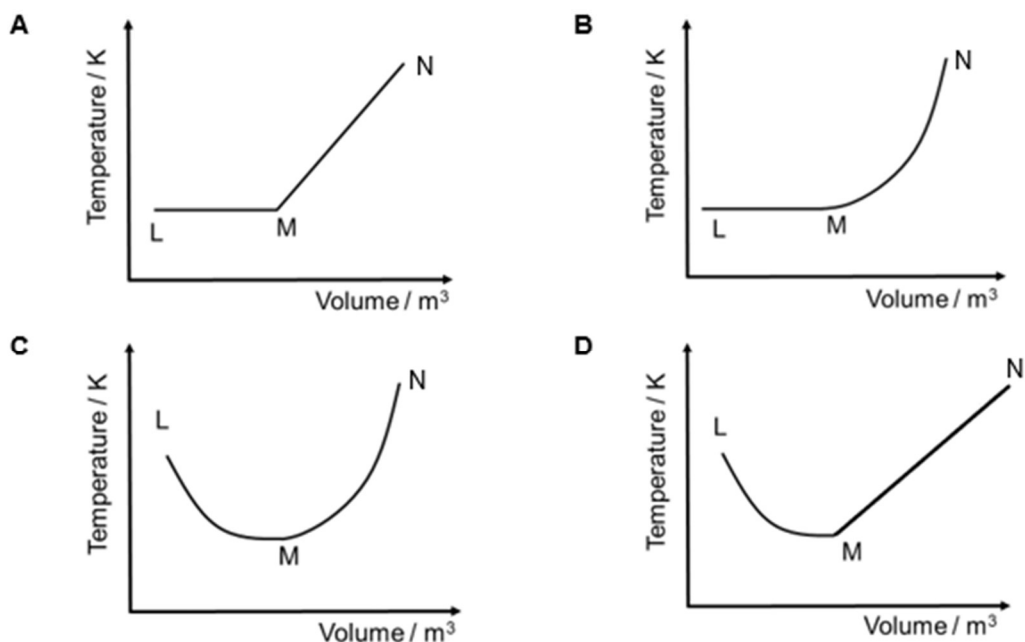 A
Temperature / K
L
M
N
Volume / m³
B
Temperature / K
L
M
N
Volume / m³
C
Temperature / K
L
M
N
Volume / m³
D
Temperature / K
L
M
N
Volume / m³